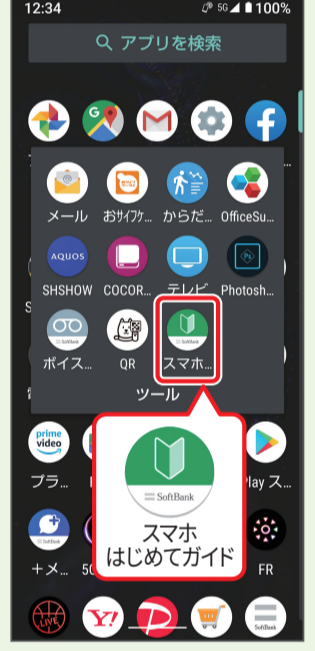 12:34
5G
100%
アプリを検索
メール
おサイフケ…
からだ…
OfficeSu…
AQUOS
SHSHOW
COCOR…
テレビ
Photosh…
SoftBank
ボイス…
QR
スマホ…
ツール
prime
video
プラ…
SoftBank
Play ス…
スマホ
はじめてガイド
SoftBank
+メ…
FR
LIVE
Y!
SoftBank